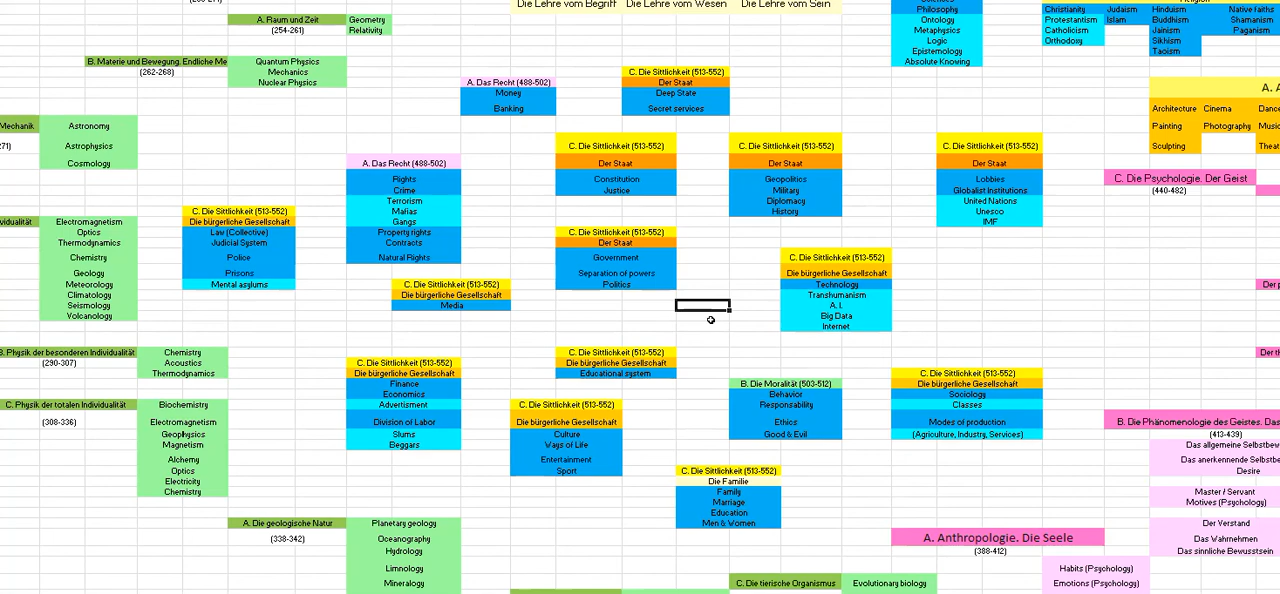 Die Lehre vom Begriff
Die Lehre vom Wesen
Die Lehre vom Sein
Philosophy
Ontology
Metaphysics
Logic
Epistemology
Absolute Knowing
Christianity
Protestantism
Catholicism
Orthodoxy
Judaism
Islam
Hinduism
Buddhism
Jainism
Sikhism
Taoism
Native faiths
Shamanism
Paganism
A. Raum und Zeit
(254-261)
Geometry
Relativity
B. Materie und Bewegung. Endliche Me
(262-268)
Quantum Physics
Mechanics
Nuclear Physics
A. Das Recht (488-502)
Money
Banking
C. Die Sittlichkeit (513-552)
Der Staat
Deep State
Secret services
A. A
Architecture
Cinema
Danc
Painting
Photography
Music
Sculpting
Theat
Mechanik
271)
Astronomy
Astrophysics
Cosmology
A. Das Recht (488-502)
Rights
Crime
Terrorism
Mafias
Gangs
Property rights
Contracts
Natural Rights
C. Die Sittlichkeit (513-552)
Der Staat
Constitution
Justice
C. Die Sittlichkeit (513-552)
Der Staat
Geopolitics
Military
Diplomacy
History
C. Die Sittlichkeit (513-552)
Der Staat
Lobbies
Globalist Institutions
United Nations
Unesco
IMF
C. Die Psychologie. Der Geist
(440-482)
ividualität
Electromagnetism
Optics
Thermodynamics
Chemistry
Geology
Meteorology
Climatology
Seismology
Volcanology
C. Die Sittlichkeit (513-552)
Die bürgerliche Gesellschaft
Law (Collective)
Judicial System
Police
Prisons
Mental asylums
C. Die Sittlichkeit (513-552)
Die bürgerliche Gesellschaft
Media
C. Die Sittlichkeit (513-552)
Der Staat
Government
Separation of powers
Politics
C. Die Sittlichkeit (513-552)
Die bürgerliche Gesellschaft
Technology
Transhumanism
A.I.
Big Data
Internet
Der p
Der th
B. Physik der besonderen Individualität
(290-307)
Chemistry
Acoustics
Thermodynamics
C. Die Sittlichkeit (513-552)
Die bürgerliche Gesellschaft
Finance
Economics
Advertisment
Division of Labor
Slums
Beggars
C. Die Sittlichkeit (513-552)
Die bürgerliche Gesellschaft
Educational system
B. Die Moralität (503-512)
Behavior
Responsability
Ethics
Good & Evil
C. Die Sittlichkeit (513-552)
Die bürgerliche Gesellschaft
Sociology
Classes
Modes of production
(Agriculture, Industry, Services)
C. Physik der totalen Individualität
(308-336)
Biochemistry
Electromagnetism
Geophysics
Magnetism
Alchemy
Optics
Electricity
Chemistry
C. Die Sittlichkeit (513-552)
Die bürgerliche Gesellschaft
Culture
Ways of Life
Entertainment
Sport
B. Die Phänomenologie des Geistes. Das
(413-439)
Das allgemeine Selbstbew
Das anerkennende Selbstbe
Desire
Master / Servant
Motives (Psychology)
Der Verstand
Das Wahrnehmen
Das sinnliche Bewusstsein
C. Die Sittlichkeit (513-552)
Die Familie
Family
Marriage
Education
Men & Women
A. Die geologische Natur
(338-342)
Planetary geology
Oceanography
Hydrology
Limnology
Mineralogy
A. Anthropologie. Die Seele
(388-412)
Habits (Psychology)
Emotions (Psychology)
C. Die tierische Organismus
Evolutionary biology